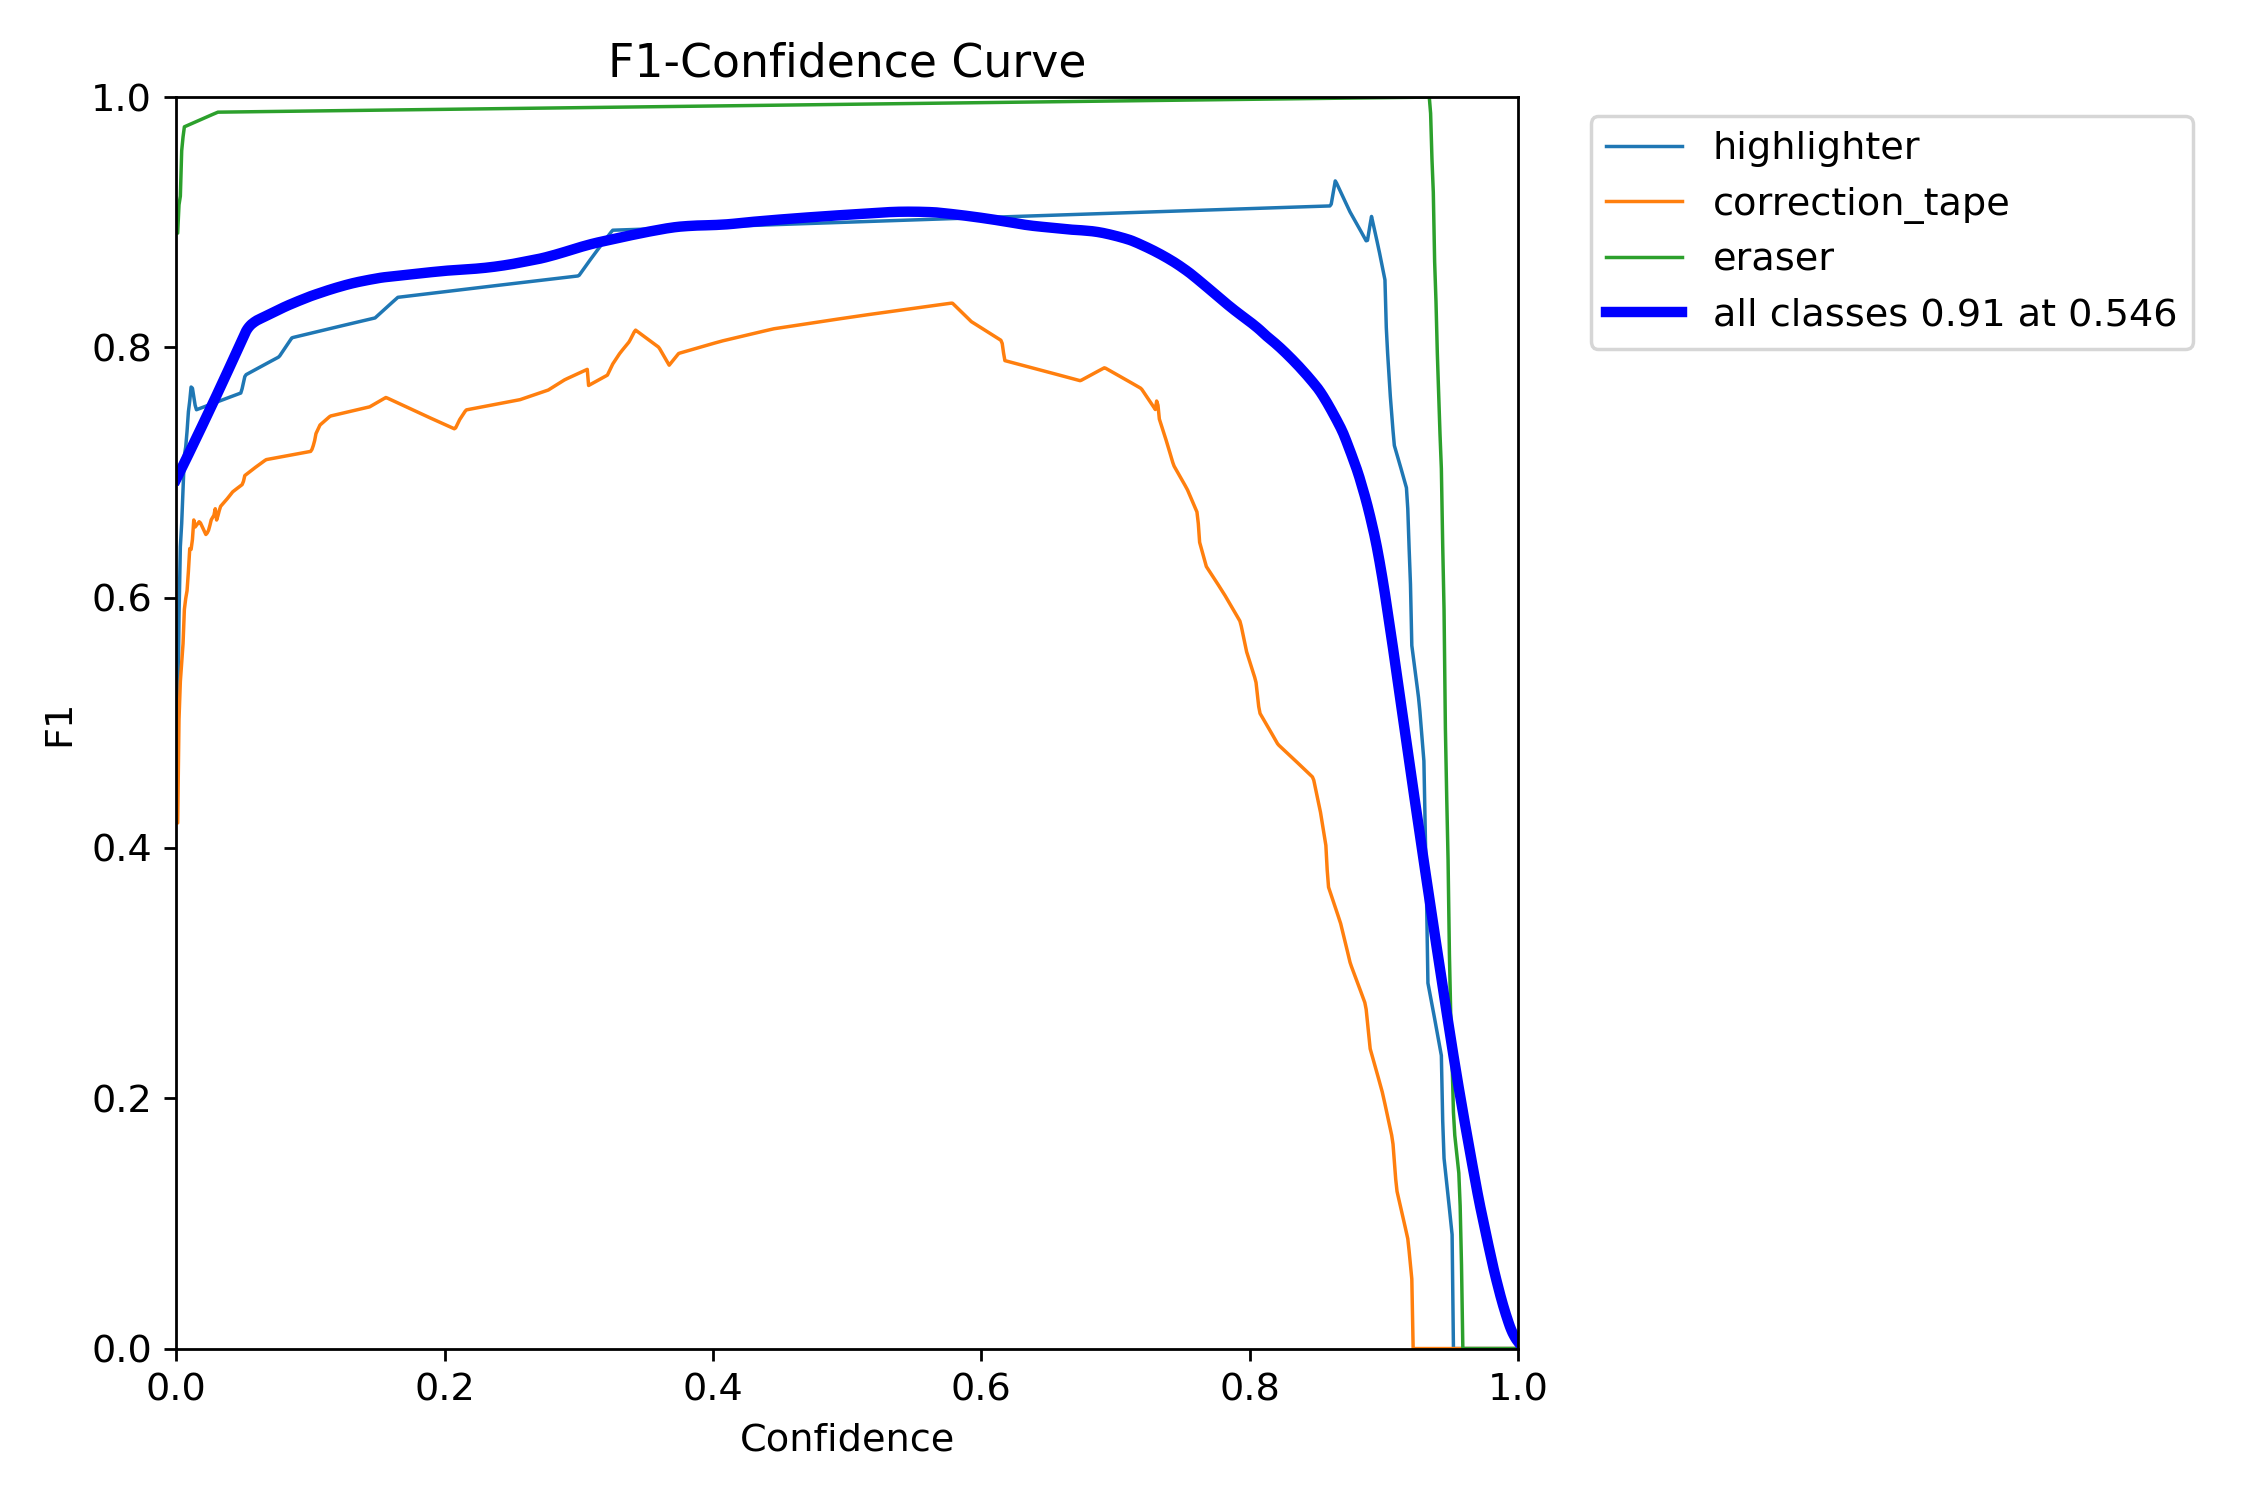 F1-Confidence Curve
1.0
0.8
0.6
0.4
0.2
0.0
F1
0.0 0.2 0.4 0.6 0.8 1.0
Confidence
highlighter
correction_tape
eraser
all classes 0.91 at 0.546